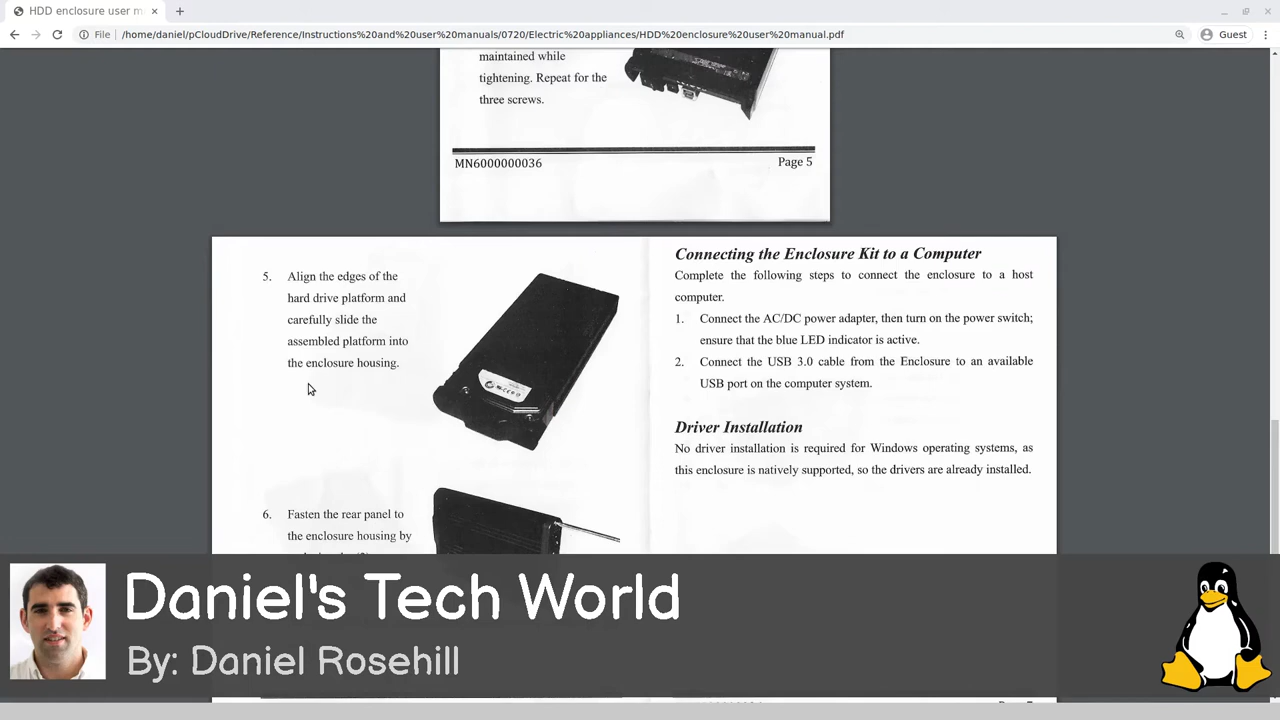 HDD enclosure user m
Guest
File
/home/daniel/pCloudDrive/Reference/Instructions%20and%20user%20manuals/0720/Electric%20appliances/HDD%20enclosure%20user%20manual.pdf
maintained while
tightening. Repeat for the
three screws.
MN6000000036
Page 5
5. Align the edges of the
hard drive platform and
carefully slide the
assembled platform into
the enclosure housing.
6. Fasten the rear panel to
the enclosure housing by
Connecting the Enclosure Kit to a Computer
Complete the following steps to connect the enclosure to a host
computer.
1. Connect the AC/DC power adapter, then turn on the power switch;
ensure that the blue LED indicator is active.
2. Connect the USB 3.0 cable from the Enclosure to an available
USB port on the computer system.
Driver Installation
No driver installation is required for Windows operating systems, as
this enclosure is natively supported, so the drivers are already installed.
Daniel's Tech World
By: Daniel Rosehill